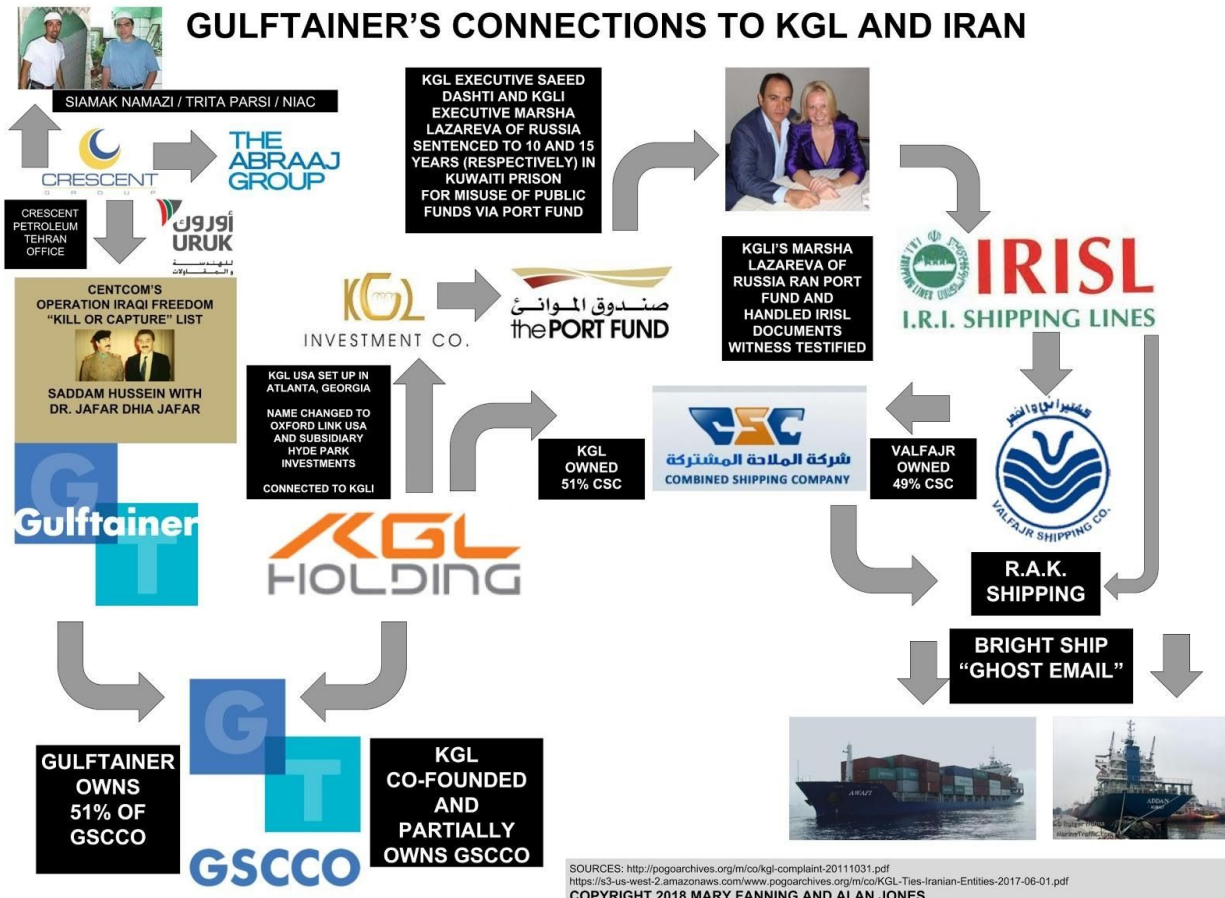 GULFTAINER'S CONNECTIONS TO KGL AND IRAN
SIAMAK NAMAZI / TRITA PARSI / NIAC
CRESCENT
GROUP
THE
ABRAAJ
GROUP
CRESCENT
PETROLEUM
TEHRAN
OFFICE
أوروك
URUK
للهندسة
والمقاولات
CENTCOM'S
OPERATION IRAQI FREEDOM
“KILL OR CAPTURE” LIST
SADDAM HUSSEIN WITH
DR. JAFAR DHIA JAFAR
G
Gulftainer
T
KGL EXECUTIVE SAEED
DASHTI AND KGLI
EXECUTIVE MARSHA
LAZAREVA OF RUSSIA
SENTENCED TO 10 AND 15
YEARS (RESPECTIVELY) IN
KUWAITI PRISON
FOR MISUSE OF PUBLIC
FUNDS VIA PORT FUND
KGL
INVESTMENT CO.
صندوق الموانئ
the PORT FUND
KGLI'S MARSHA
LAZAREVA OF
RUSSIA RAN PORT
FUND AND
HANDLED IRISL
DOCUMENTS
WITNESS TESTIFIED
IRISL
I.R.I. SHIPPING LINES
KGL USA SET UP IN
ATLANTA, GEORGIA
NAME CHANGED TO
OXFORD LINK USA
AND SUBSIDIARY
HYDE PARK
INVESTMENTS
CONNECTED TO KGLI
KGL
OWNED
51% CSC
CSC
شركة الملاحة المشتركة
COMBINED SHIPPING COMPANY
VALFAJR
OWNED
49% CSC
VALFAJR SHIPPING CO.
KGL
HOLDING
R.A.K.
SHIPPING
BRIGHT SHIP
“GHOST EMAIL”
GULFTAINER
OWNS
51% OF
GSCCO
G
T
GSCCO
KGL
CO-FOUNDED
AND
PARTIALLY
OWNS GSCCO
AWAFI
ADDAN
KUWAIT
MarineTraffic.com
SOURCES: http://pogoarchives.org/m/co/kgl-complaint-20111031.pdf
https://s3-us-west-2.amazonaws.com/www.pogoarchives.org/m/co/KGL-Ties-Iranian-Entities-2017-06-01.pdf
COPYRIGHT 2018 MARY FANNING AND ALAN JONES